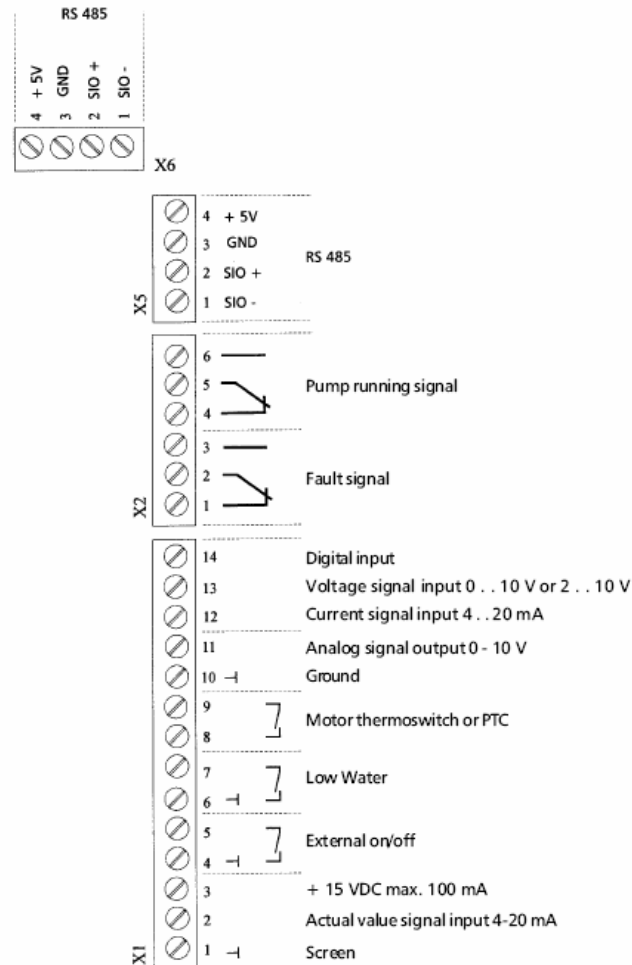 RS 485
4 + 5V
3 GND
2 SIO +
1 SIO -
X6
4 + 5V
3 GND
2 SIO +
1 SIO -
RS 485
X5
6
5
4
Pump running signal
3
2
1
Fault signal
X2
14 Digital input
13 Voltage signal input 0 . . 10 V or 2 . . 10 V
12 Current signal input 4 . . 20 mA
11 Analog signal output 0 - 10 V
10 Ground
9
8
Motor thermoswitch or PTC
7
6
Low Water
5
4
External on/off
3 + 15 VDC max. 100 mA
2 Actual value signal input 4-20 mA
1 Screen
X1